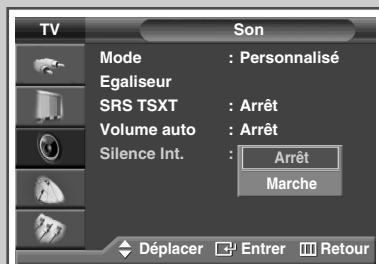 TV Son
Mode : Personnalisé
Egaliseur
SRS TSXT : Arrêt
Volume auto : Arrêt
Silence Int. : Arrêt
Marche
Déplacer Entrer Retour